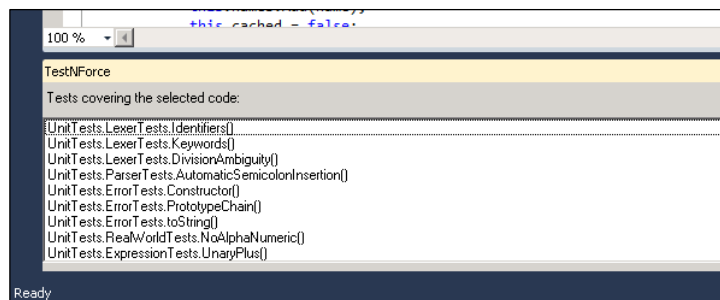 this.cached = false;
100 %
TestNForce
Tests covering the selected code:
UnitTests.LexerTests.Identifiers()
UnitTests.LexerTests.Keywords()
UnitTests.LexerTests.DivisionAmbiguity()
UnitTests.ParserTests.AutomaticSemicolonInsertion()
UnitTests.ErrorTests.Constructor()
UnitTests.ErrorTests.PrototypeChain()
UnitTests.ErrorTests.toString()
UnitTests.RealWorldTests.NoAlphaNumeric()
UnitTests.ExpressionTests.UnaryPlus()
Ready